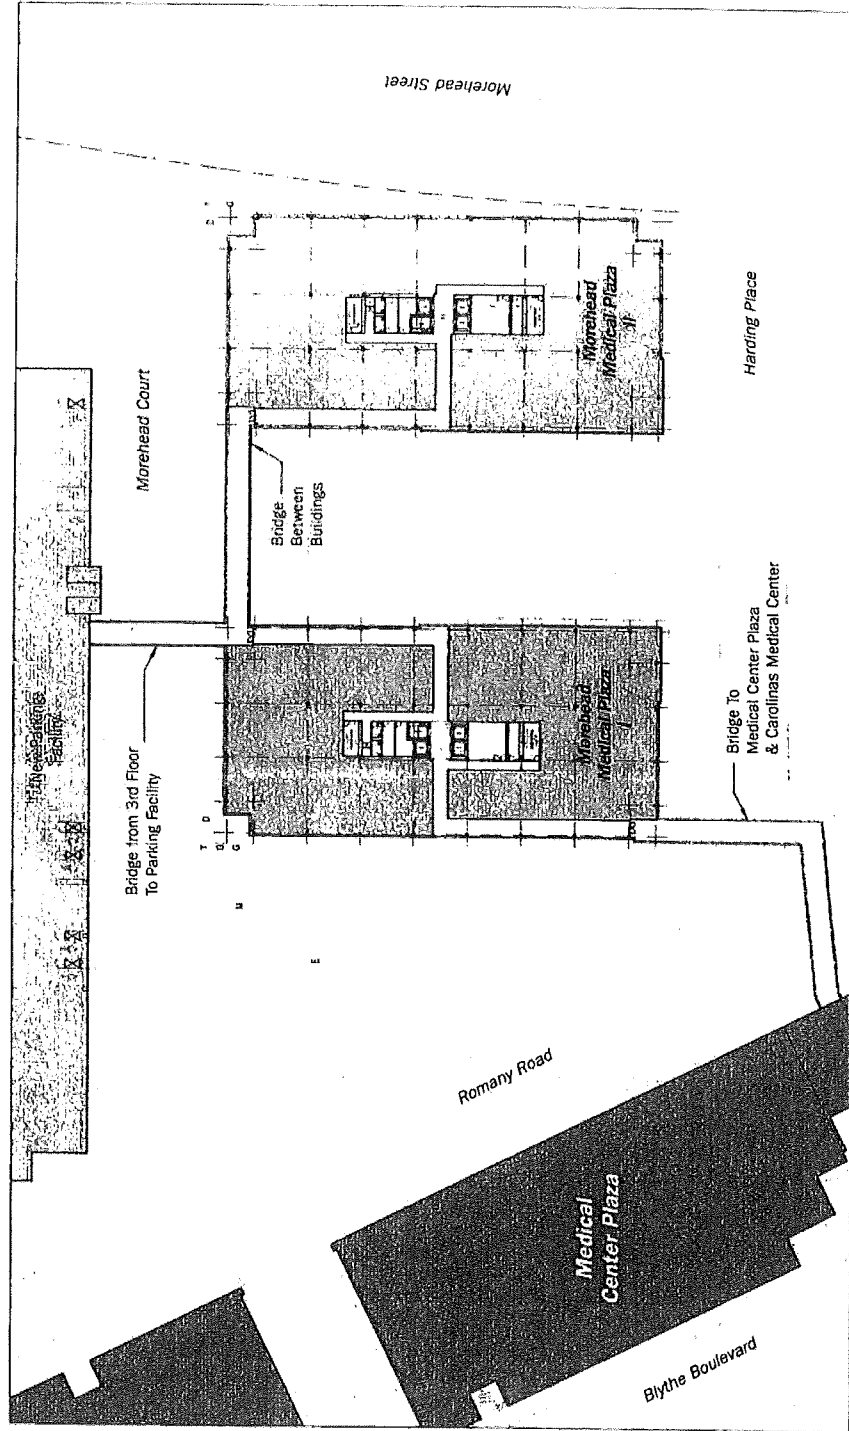 Morehead Street
Morehead Court
Harding Place
Morehead
Medical Plaza
II
Bridge
Between
Buildings
New Parking
Facility
Bridge from 3rd Floor
To Parking Facility
Morehead
Medical Plaza
I
Bridge To
Medical Center Plaza
& Carolinas Medical Center
Romany Road
Medical
Center Plaza
Blythe Boulevard